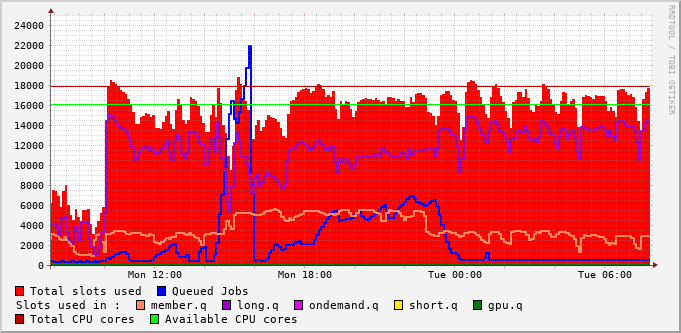 24000
22000
20000
18000
16000
14000
12000
10000
8000
6000
4000
2000
0
Mon 12:00 Mon 18:00 Tue 00:00 Tue 06:00
RRDTOOL / TOBI OETIKER
Total slots used Queued Jobs
Slots used in : member.q long.q ondemand.q short.q gpu.q
Total CPU cores Available CPU cores